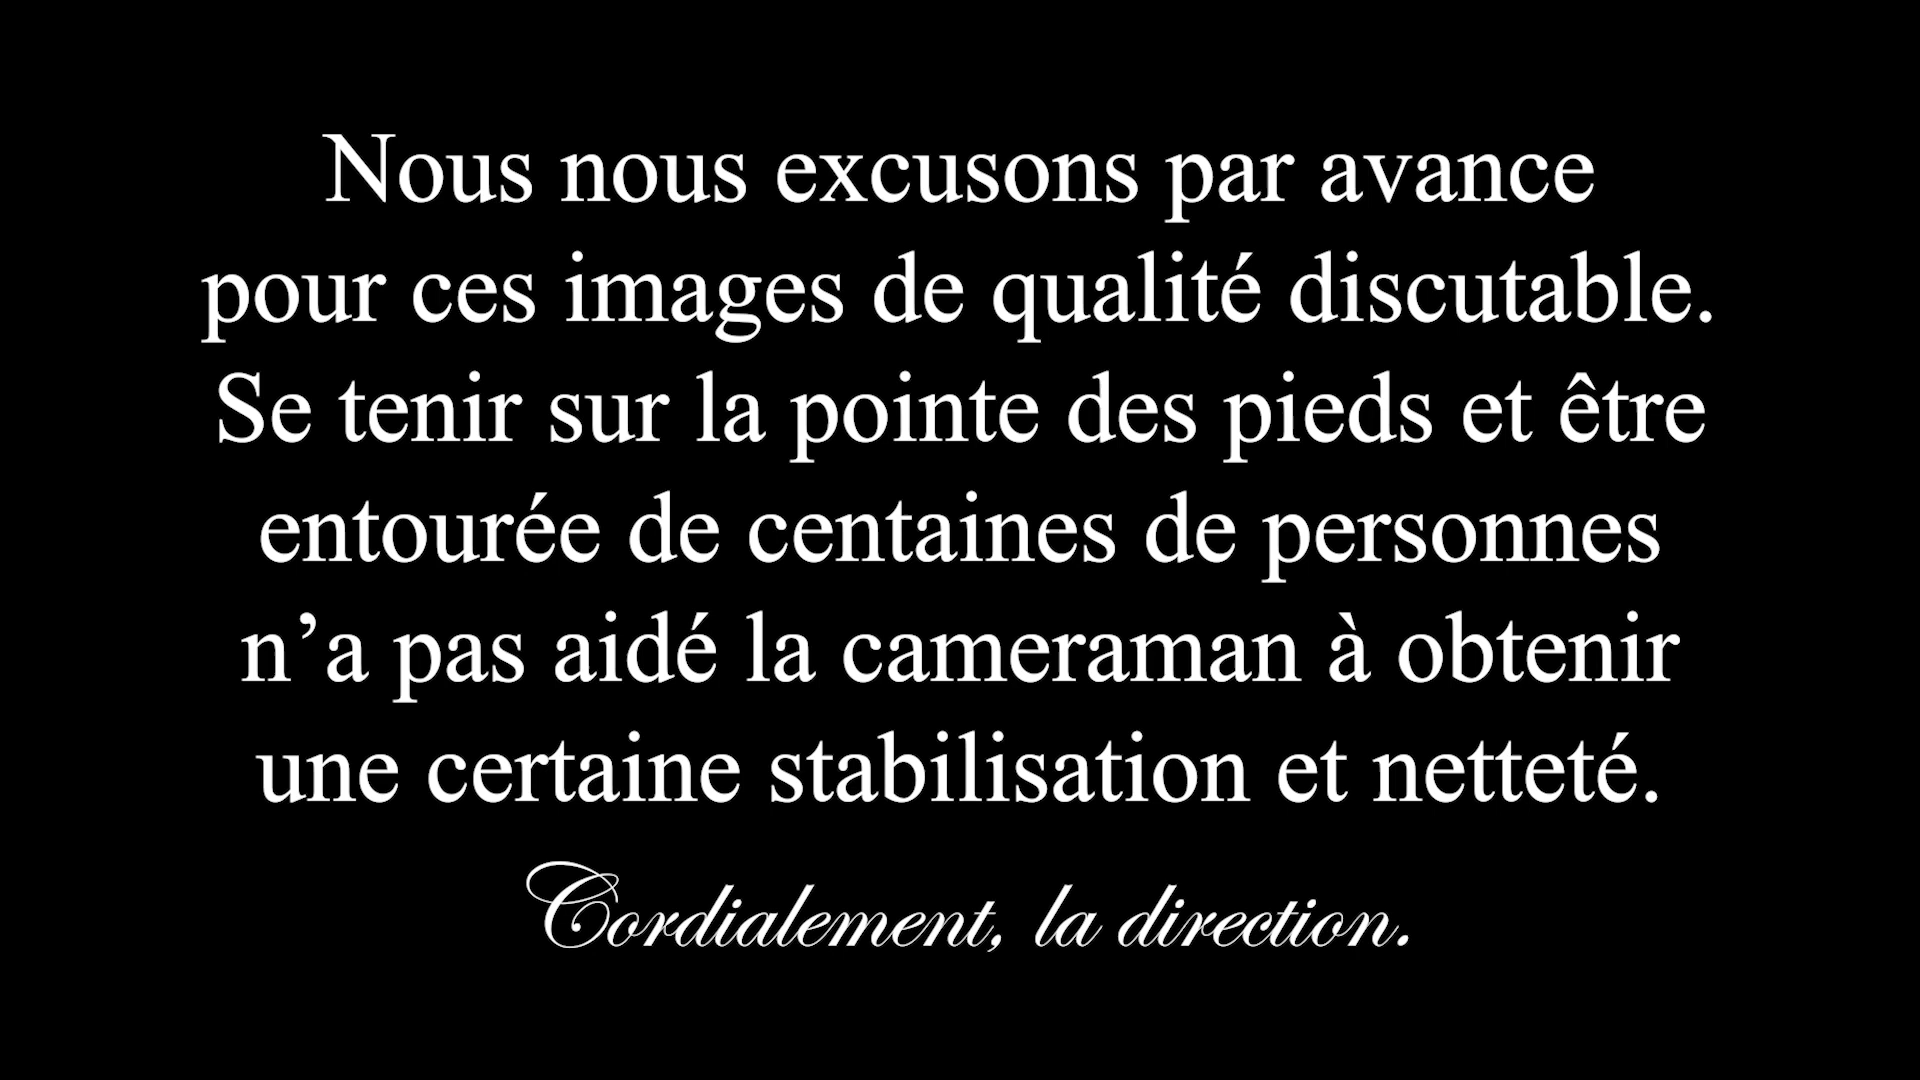 Nous nous excusons par avance
pour ces images de qualité discutable.
Se tenir sur la pointe des pieds et être
entourée de centaines de personnes
n’a pas aidé la cameraman à obtenir
une certaine stabilisation et netteté.
Cordialement, la direction.